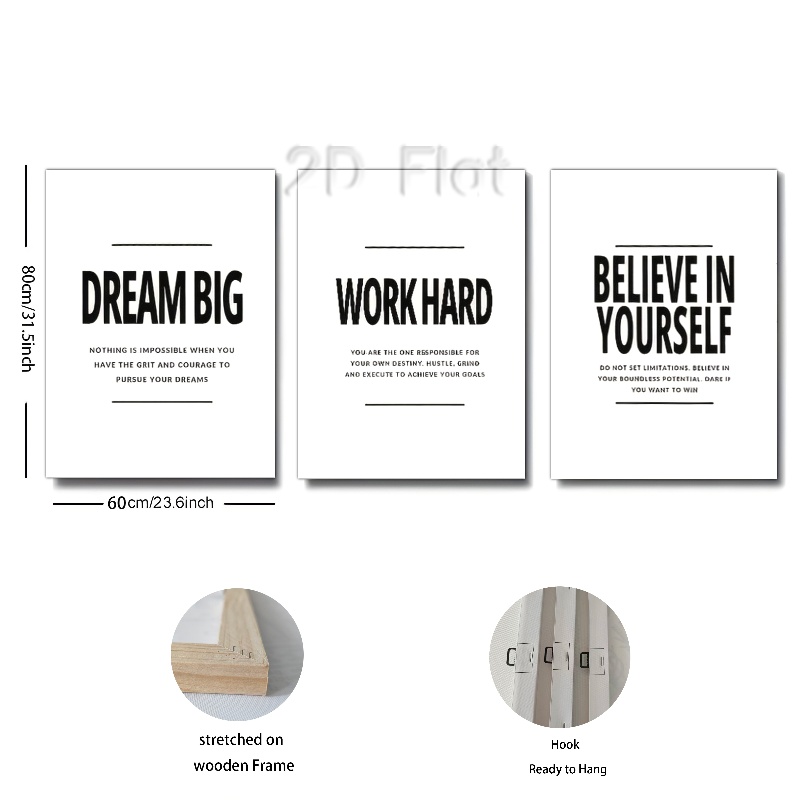 2D Flat
80cm/31.5inch
DREAM BIG
NOTHING IS IMPOSSIBLE WHEN YOU
HAVE THE GRIT AND COURAGE TO
PURSUE YOUR DREAMS
WORK HARD
YOU ARE THE ONE RESPONSIBLE FOR
YOUR OWN DESTINY. HUSTLE, GRIND
AND EXECUTE TO ACHIEVE YOUR GOALS
BELIEVE IN
YOURSELF
DO NOT SET LIMITATIONS. BELIEVE IN
YOUR BOUNDLESS POTENTIAL. DARE IF
YOU WANT TO WIN
60cm/23.6inch
stretched on
wooden Frame
Hook
Ready to Hang